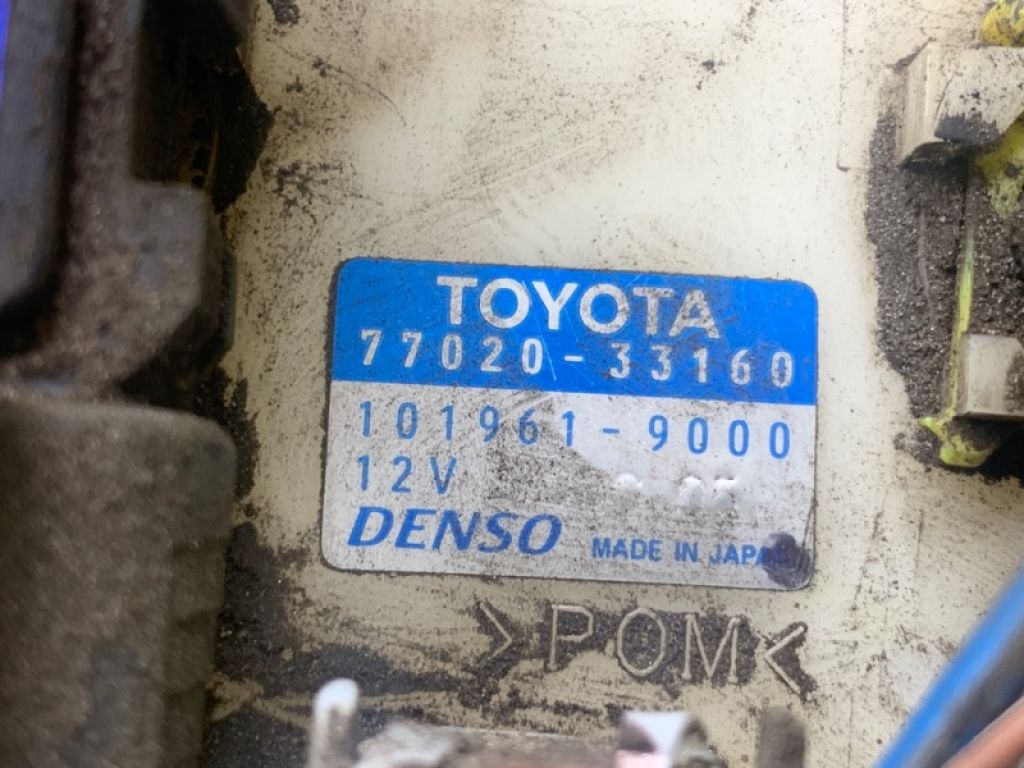 TOYOTA
77020-33160
101961-9000
12V
DENSO MADE IN JAPAN
>POM<